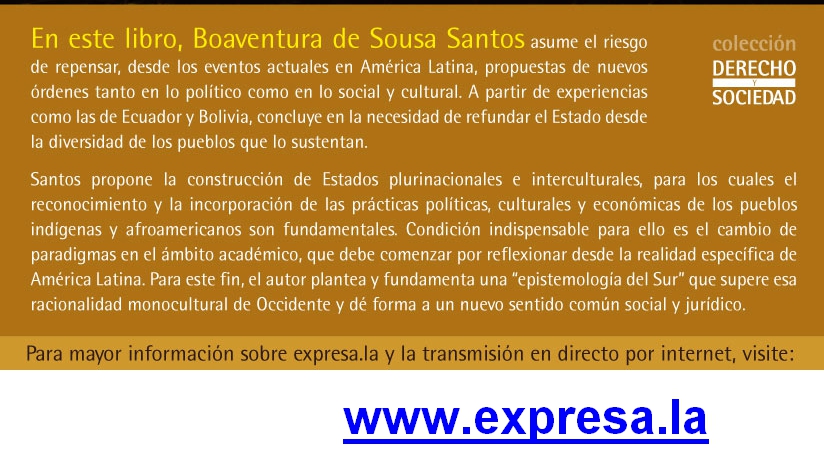 En este libro, Boaventura de Sousa Santos asume el riesgo
de repensar, desde los eventos actuales en América Latina, propuestas de nuevos
órdenes tanto en lo político como en lo social y cultural. A partir de experiencias
como las de Ecuador y Bolivia, concluye en la necesidad de refundar el Estado desde
la diversidad de los pueblos que lo sustentan.
colección
DERECHO
Y
SOCIEDAD
Santos propone la construcción de Estados plurinacionales e interculturales, para los cuales el
reconocimiento y la incorporación de las prácticas políticas, culturales y económicas de los pueblos
indígenas y afroamericanos son fundamentales. Condición indispensable para ello es el cambio de
paradigmas en el ámbito académico, que debe comenzar por reflexionar desde la realidad específica de
América Latina. Para este fin, el autor plantea y fundamenta una “epistemología del Sur” que supere esa
racionalidad monocultural de Occidente y dé forma a un nuevo sentido común social y jurídico.
Para mayor información sobre expresa.la y la transmisión en directo por internet, visite:
www.expresa.la